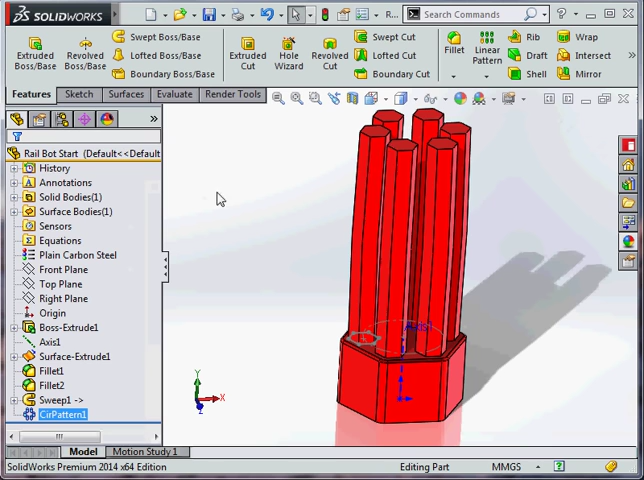 SOLIDWORKS
R...
Search Commands
Extruded Boss/Base
Revolved Boss/Base
Swept Boss/Base
Lofted Boss/Base
Boundary Boss/Base
Extruded Cut
Hole Wizard
Revolved Cut
Swept Cut
Lofted Cut
Boundary Cut
Fillet
Linear Pattern
Rib
Draft
Shell
Wrap
Intersect
Mirror
Features
Sketch
Surfaces
Evaluate
Render Tools
Rail Bot Start (Default<<Default
History
Annotations
Solid Bodies(1)
Surface Bodies(1)
Sensors
Equations
Plain Carbon Steel
Front Plane
Top Plane
Right Plane
Origin
Boss-Extrude1
Axis1
Surface-Extrude1
Fillet1
Fillet2
Sweep1 ->
CirPattern1
Axis1
Y
X
Z
Model
Motion Study 1
SolidWorks Premium 2014 x64 Edition
Editing Part
MMGS